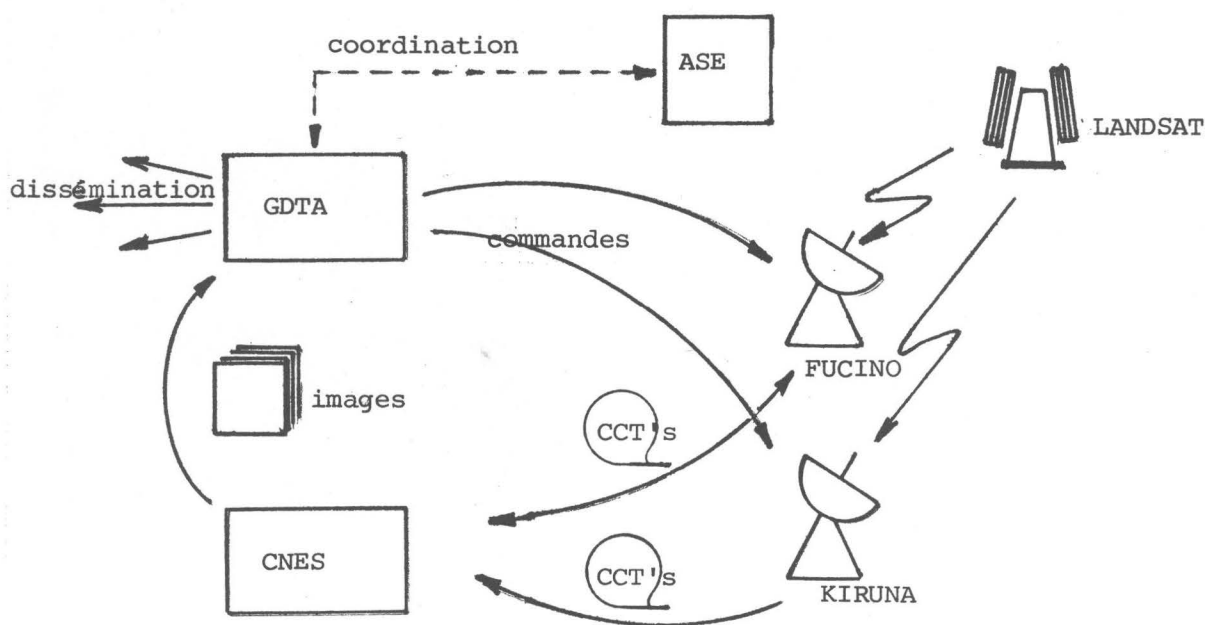 coordination
ASE
LANDSAT
dissémination
GDTA
commandes
FUCINO
images
CCT's
CNES
CCT's
KIRUNA